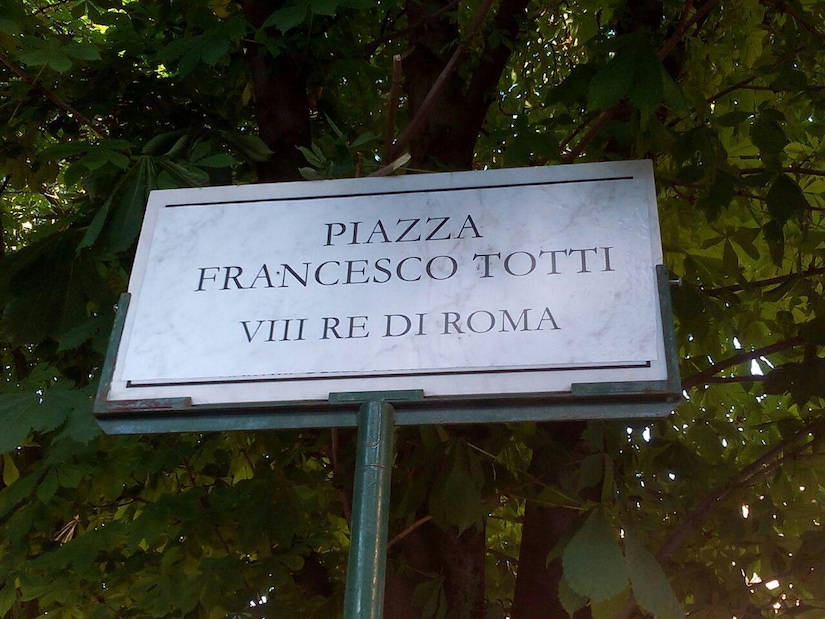 PIAZZA
FRANCESCO TOTTI
VIII RE DI ROMA